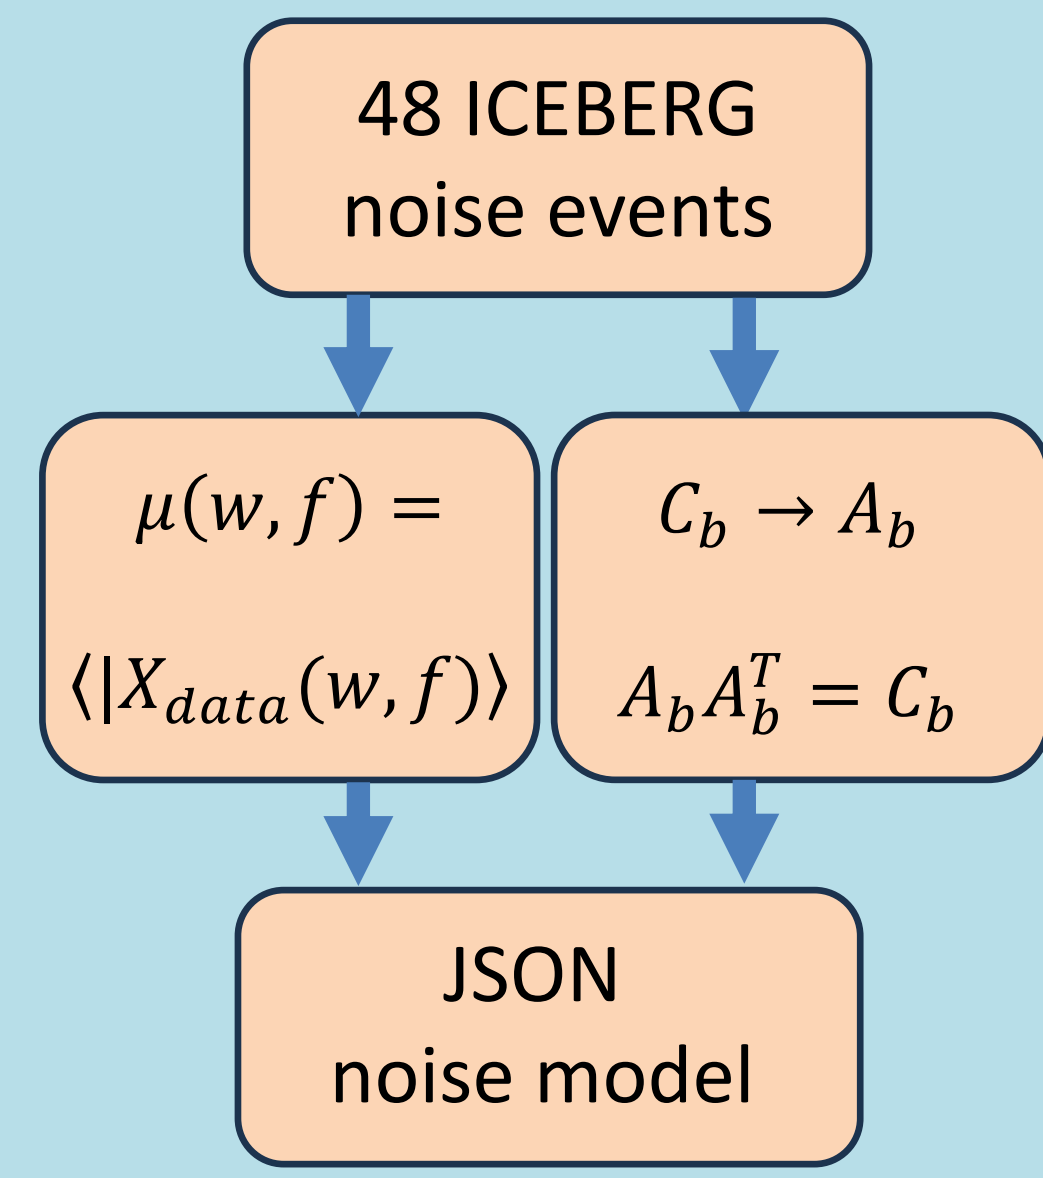 48 ICEBERG
noise events
μ(w, f) =
⟨|X_data(w, f)⟩
C_b → A_b
A_b A_b^T = C_b
JSON
noise model